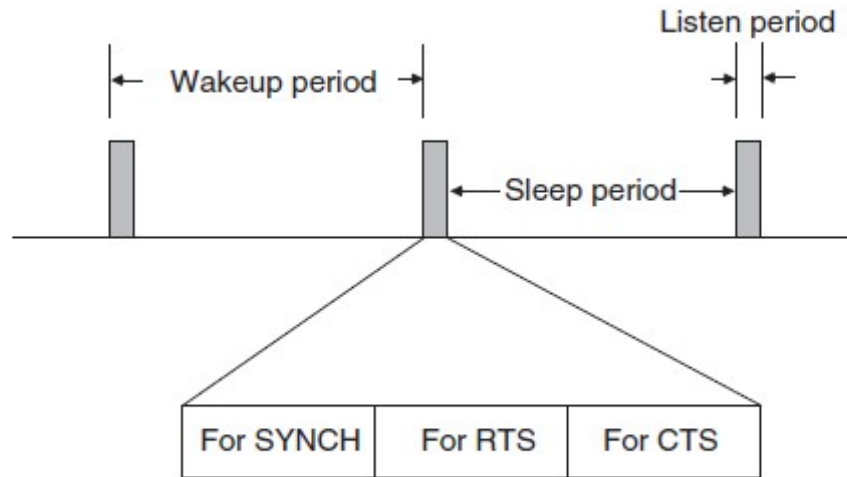 Listen period
Wakeup period
Sleep period
For SYNCH
For RTS
For CTS